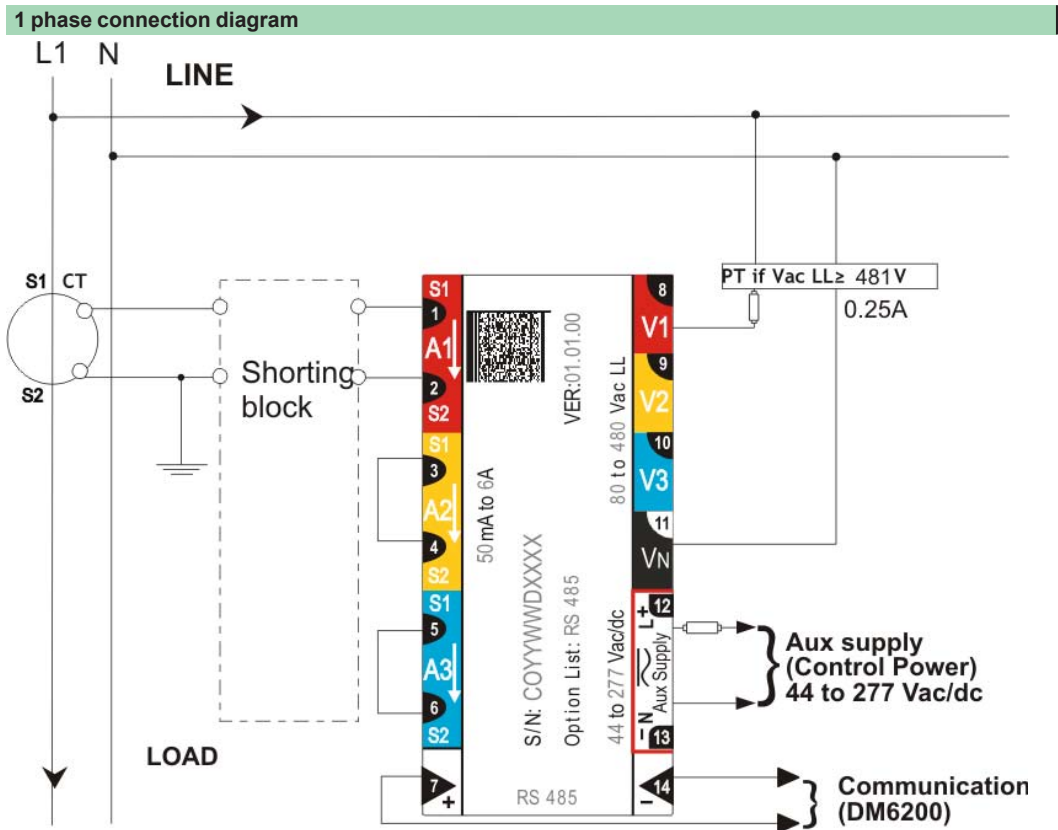 1 phase connection diagram
L1 N
LINE
S1 CT
S2
Shorting
block
LOAD
S1
1
A1
2
S2
S1
3
A2
4
S2
S1
5
A3
6
S2
7
+
50 mA to 6A
S/N: COYYWWDXXXX
VER:01.01.00
Option List: RS 485
80 to 480 Vac LL
44 to 277 Vac/dc
RS 485
8
V1
9
V2
10
V3
11
VN
12
L+
Aux Supply
– N
13
14
–
PT if Vac LL≥ 481V
0.25A
Aux supply
(Control Power)
44 to 277 Vac/dc
Communication
(DM6200)